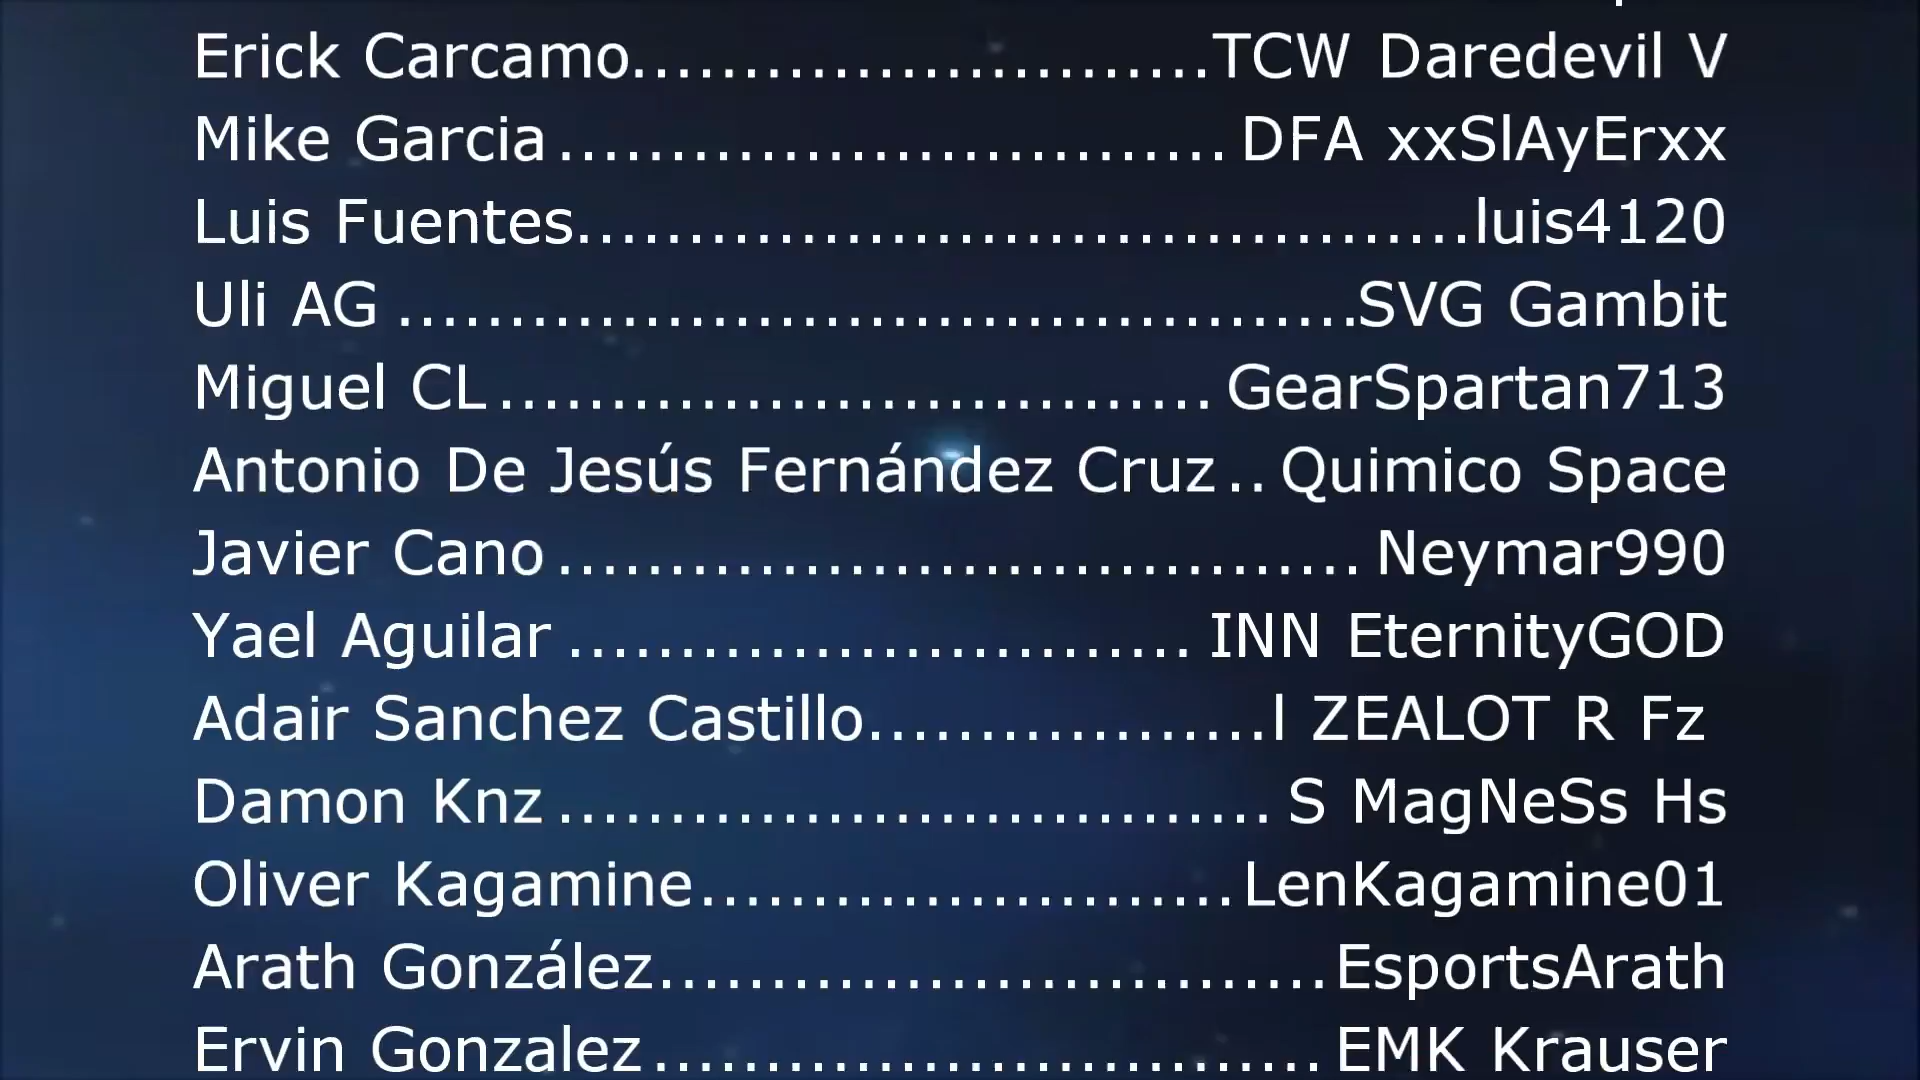 Erick Carcamo..........................TCW Daredevil V
Mike Garcia.............................. DFA xxSlAyErxx
Luis Fuentes........................................luis4120
Uli AG ...........................................SVG Gambit
Miguel CL................................ GearSpartan713
Antonio De Jesús Fernández Cruz.. Quimico Space
Javier Cano.................................... Neymar990
Yael Aguilar ............................ INN EternityGOD
Adair Sanchez Castillo..................l ZEALOT R Fz
Damon Knz................................ S MagNeSs Hs
Oliver Kagamine........................LenKagamine01
Arath González..............................EsportsArath
Ervin Gonzalez.............................. EMK Krauser